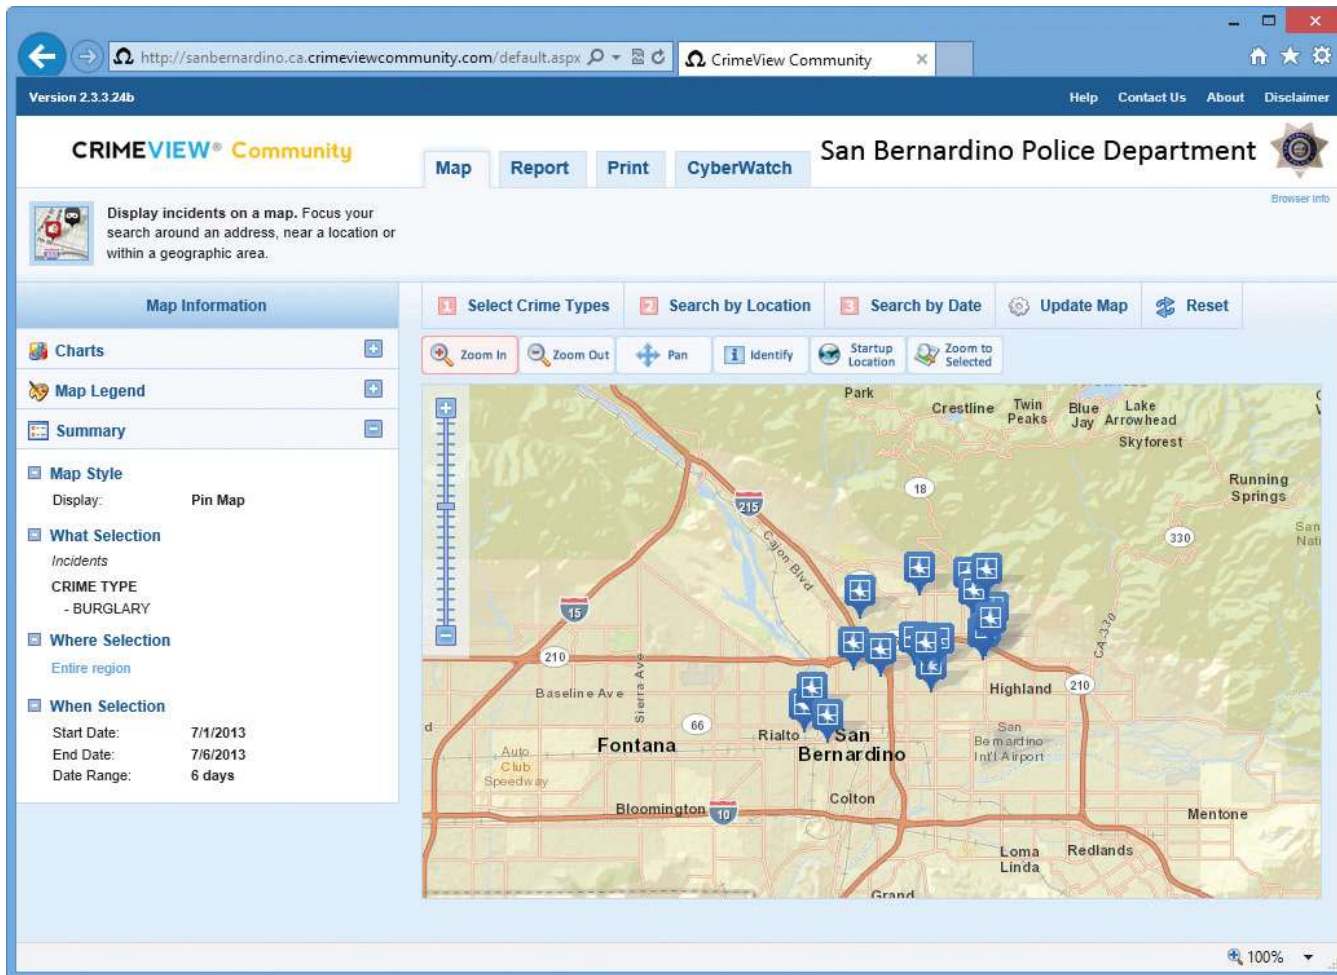 http://sanbernardino.ca.crimeviewcommunity.com/default.aspx
CrimeView Community
Version 2.3.3.24b
Help Contact Us About Disclaimer
CRIMEVIEW® Community
Map Report Print CyberWatch
San Bernardino Police Department
Browser Info
Display incidents on a map. Focus your
search around an address, near a location or
within a geographic area.
Map Information
Charts
Map Legend
Summary
Map Style
Display: Pin Map
What Selection
Incidents
CRIME TYPE
- BURGLARY
Where Selection
Entire region
When Selection
Start Date: 7/1/2013
End Date: 7/6/2013
Date Range: 6 days
1 Select Crime Types 2 Search by Location 3 Search by Date Update Map Reset
Zoom In Zoom Out Pan Identify Startup Location Zoom to Selected
Park
Crestline
Twin Peaks
Blue Jay
Lake Arrowhead
Skyforest
Running Springs
18
330
215
Cajon Blvd
15
CA-330
210
Sierra Ave
Baseline Ave
Highland
210
66
Rialto
San Bernardino
Fontana
San Bernardino Int'l Airport
Auto Club Speedway
Bloomington
10
Colton
Mentone
Loma Linda
Redlands
Grand
100%